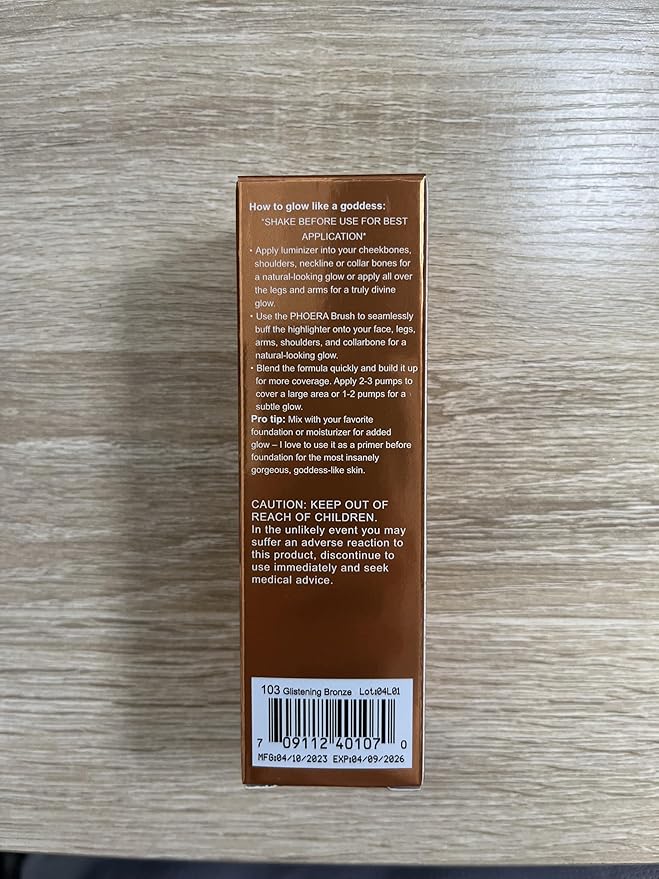 How to glow like a goddess:
*SHAKE BEFORE USE FOR BEST
APPLICATION*
· Apply luminizer into your cheekbones,
shoulders, neckline or collar bones for
a natural-looking glow or apply all over
the legs and arms for a truly divine
glow.
· Use the PHOERA Brush to seamlessly
buff the highlighter onto your face, legs,
arms, shoulders, and collarbone for a
natural-looking glow.
· Blend the formula quickly and build it up
for more coverage. Apply 2-3 pumps to
cover a large area or 1-2 pumps for a
subtle glow.
Pro tip: Mix with your favorite
foundation or moisturizer for added
glow – I love to use it as a primer before
foundation for the most insanely
gorgeous, goddess-like skin.
CAUTION: KEEP OUT OF
REACH OF CHILDREN.
In the unlikely event you may
suffer an adverse reaction to
this product, discontinue to
use immediately and seek
medical advice.
103 Glistening Bronze Lot:04L01
7 09112 40107 0
MFG:04/10/2023 EXP:04/09/2026